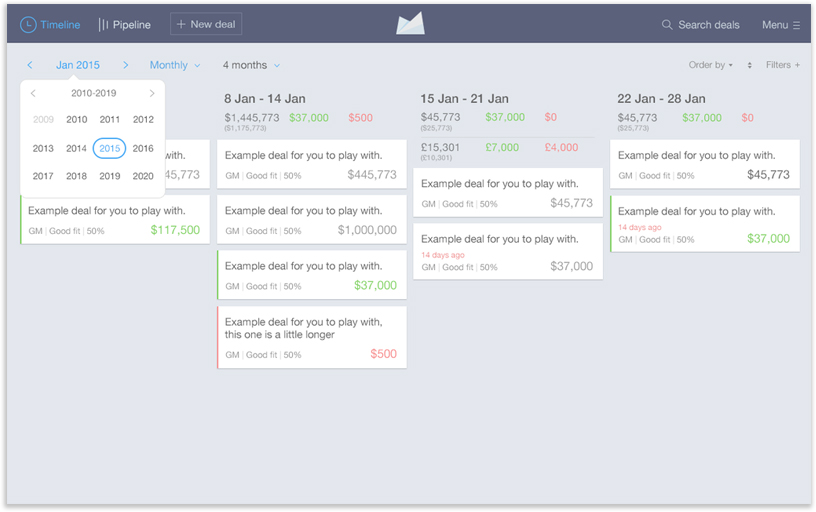 Timeline Pipeline + New deal Search deals Menu
< Jan 2015 > Monthly 4 months Order by Filters +
< 2010-2019 >
2009 2010 2011 2012
2013 2014 2015 2016
2017 2018 2019 2020
with.
45,773
Example deal for you to play with.
GM | Good fit | 50% $117,500
8 Jan - 14 Jan
$1,445,773 $37,000 $500
($1,175,773)
Example deal for you to play with.
GM | Good fit | 50% $445,773
Example deal for you to play with.
GM | Good fit | 50% $1,000,000
Example deal for you to play with.
GM | Good fit | 50% $37,000
Example deal for you to play with,
this one is a little longer
GM | Good fit | 50% $500
15 Jan - 21 Jan
$45,773 $37,000 $0
($25,773)
£15,301 £7,000 £4,000
(£10,301)
Example deal for you to play with.
GM | Good fit | 50% $45,773
Example deal for you to play with.
14 days ago
GM | Good fit | 50% $37,000
22 Jan - 28 Jan
$45,773 $37,000 $0
($25,773)
Example deal for you to play with.
GM | Good fit | 50% $45,773
Example deal for you to play with.
14 days ago
GM | Good fit | 50% $37,000